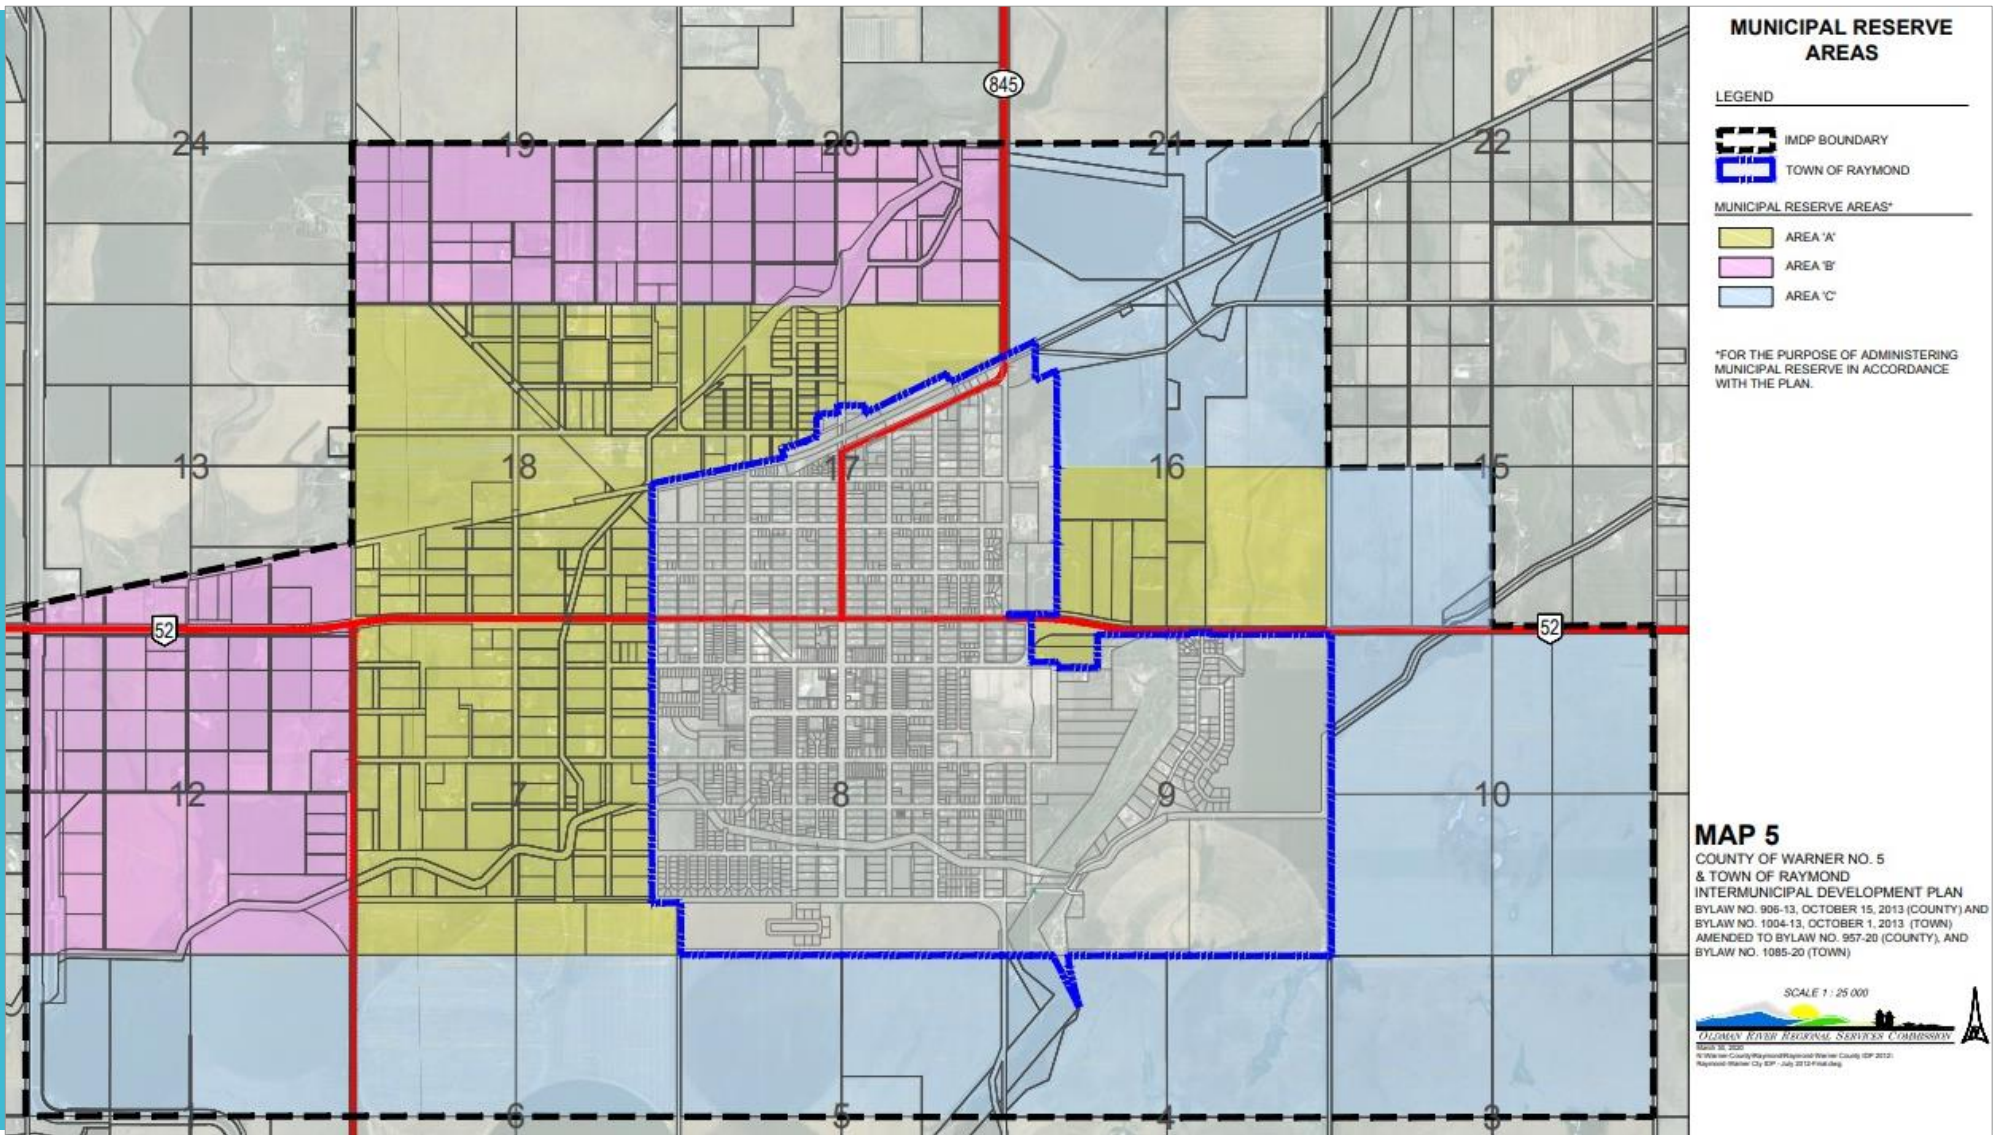 845
24
19
20
21
22
13
18
17
16
15
52
52
12
7
8
9
10
6
5
4
3
MUNICIPAL RESERVE
AREAS
LEGEND
IMDP BOUNDARY
TOWN OF RAYMOND
MUNICIPAL RESERVE AREAS*
AREA 'A'
AREA 'B'
AREA 'C'
*FOR THE PURPOSE OF ADMINISTERING
MUNICIPAL RESERVE IN ACCORDANCE
WITH THE PLAN.
MAP 5
COUNTY OF WARNER NO. 5
& TOWN OF RAYMOND
INTERMUNICIPAL DEVELOPMENT PLAN
BYLAW NO. 906-13, OCTOBER 15, 2013 (COUNTY) AND
BYLAW NO. 1004-13, OCTOBER 1, 2013 (TOWN)
AMENDED TO BYLAW NO. 957-20 (COUNTY), AND
BYLAW NO. 1085-20 (TOWN)
SCALE 1 : 25 000
OLDMAN RIVER REGIONAL SERVICES COMMISSION
March 30, 2020